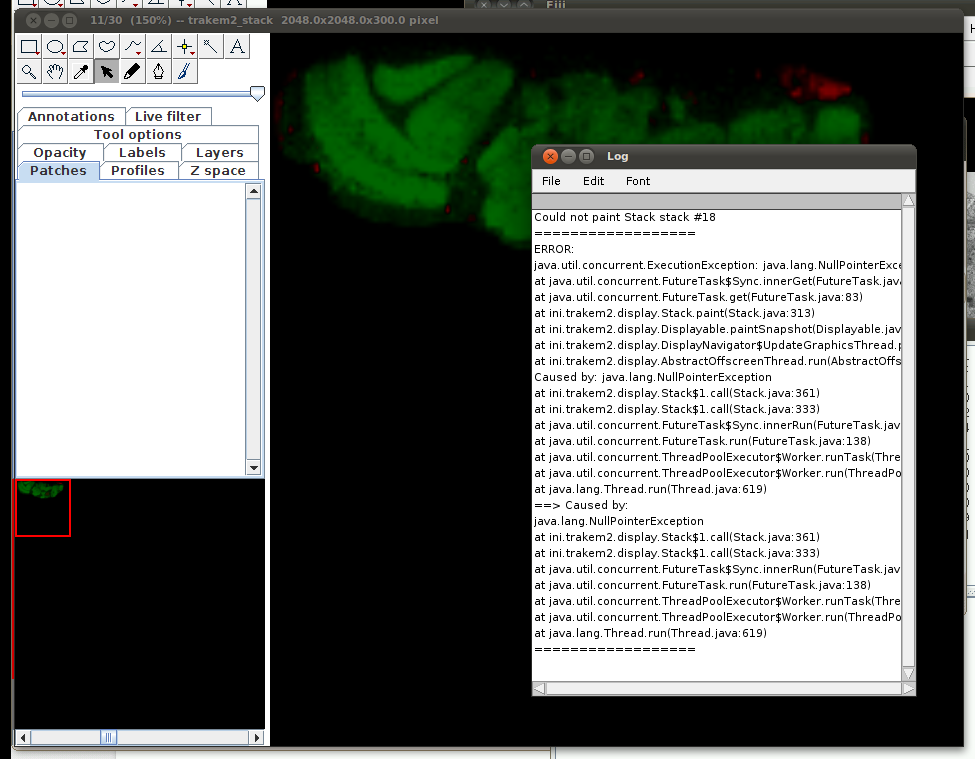 Fiji
11/30 (150%) -- trakem2_stack 2048.0x2048.0x300.0 pixel
A
Annotations
Live filter
Tool options
Opacity
Labels
Layers
Patches
Profiles
Z space
Log
File Edit Font
Could not paint Stack stack #18
==================
ERROR:
java.util.concurrent.ExecutionException: java.lang.NullPointerExce
at java.util.concurrent.FutureTask$Sync.innerGet(FutureTask.java
at java.util.concurrent.FutureTask.get(FutureTask.java:83)
at ini.trakem2.display.Stack.paint(Stack.java:313)
at ini.trakem2.display.Displayable.paintSnapshot(Displayable.jav
at ini.trakem2.display.DisplayNavigator$UpdateGraphicsThread.p
at ini.trakem2.display.AbstractOffscreenThread.run(AbstractOffs
Caused by: java.lang.NullPointerException
at ini.trakem2.display.Stack$1.call(Stack.java:361)
at ini.trakem2.display.Stack$1.call(Stack.java:333)
at java.util.concurrent.FutureTask$Sync.innerRun(FutureTask.jav
at java.util.concurrent.FutureTask.run(FutureTask.java:138)
at java.util.concurrent.ThreadPoolExecutor$Worker.runTask(Thre
at java.util.concurrent.ThreadPoolExecutor$Worker.run(ThreadPo
at java.lang.Thread.run(Thread.java:619)
==> Caused by:
java.lang.NullPointerException
at ini.trakem2.display.Stack$1.call(Stack.java:361)
at ini.trakem2.display.Stack$1.call(Stack.java:333)
at java.util.concurrent.FutureTask$Sync.innerRun(FutureTask.jav
at java.util.concurrent.FutureTask.run(FutureTask.java:138)
at java.util.concurrent.ThreadPoolExecutor$Worker.runTask(Thre
at java.util.concurrent.ThreadPoolExecutor$Worker.run(ThreadPo
at java.lang.Thread.run(Thread.java:619)
==================